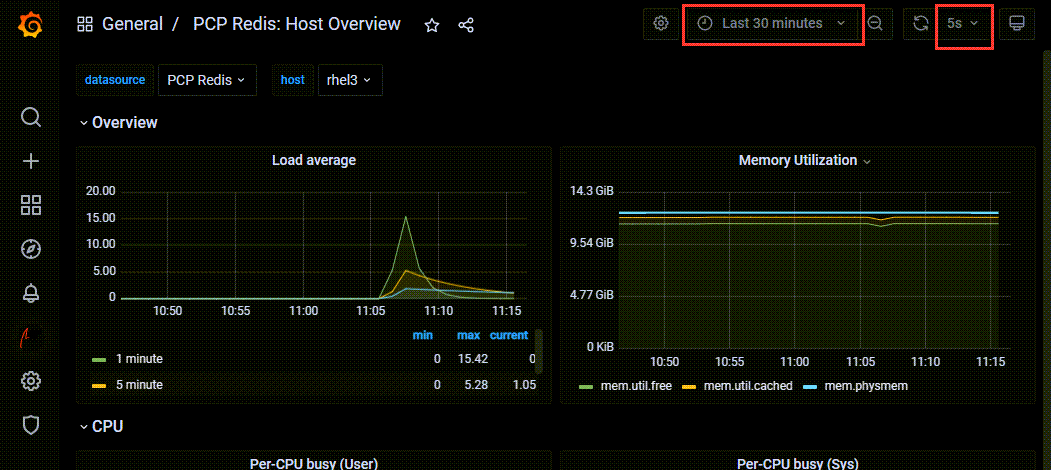 General / PCP Redis: Host Overview
Last 30 minutes
5s
datasource PCP Redis host rhel3
Overview
Load average
20.00
15.00
10.00
5.00
0
10:50 10:55 11:00 11:05 11:10 11:15
min max current
1 minute 0 15.42 0
5 minute 0 5.28 1.05
Memory Utilization
14.3 GiB
9.54 GiB
4.77 GiB
0 KiB
10:50 10:55 11:00 11:05 11:10 11:15
mem.util.free mem.util.cached mem.physmem
CPU
Per-CPU busy (User)
Per-CPU busy (Sys)